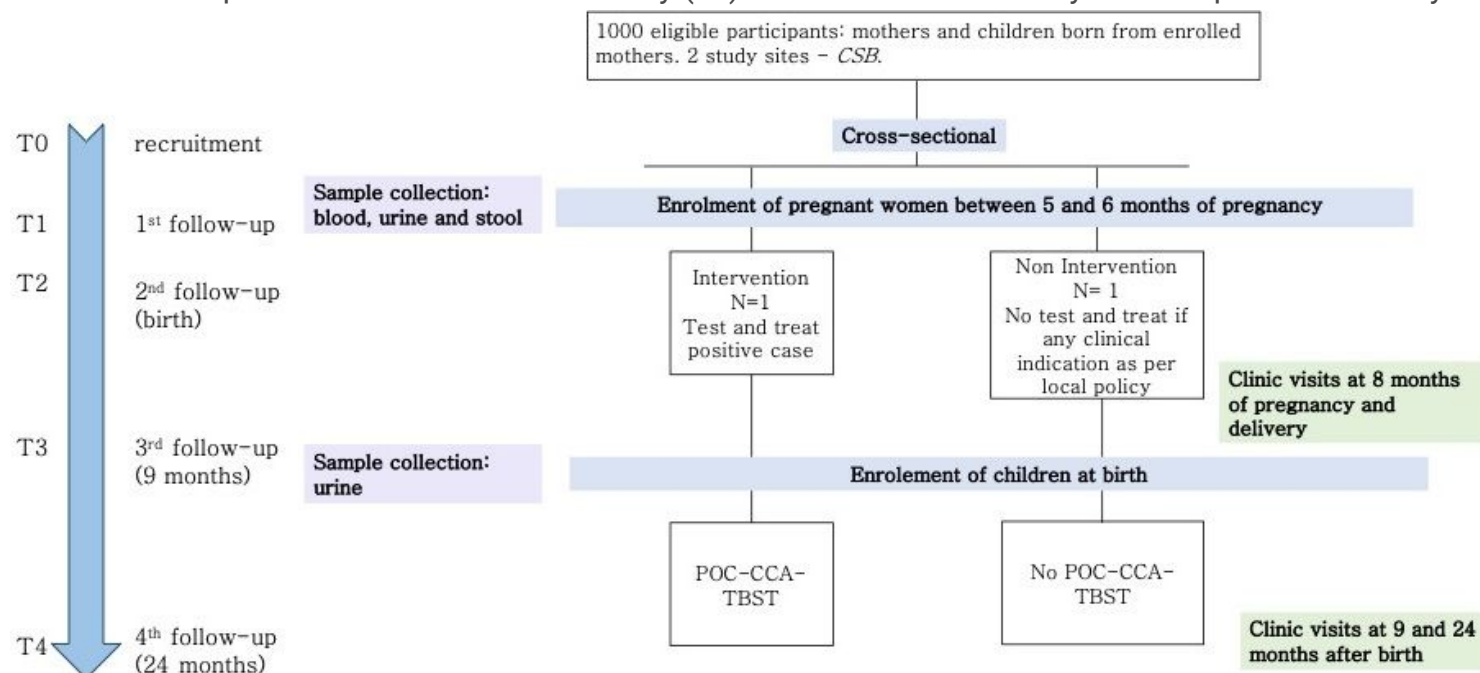 1000 eligible participants: mothers and children born from enrolled
mothers. 2 study sites – CSB.
Cross-sectional
T0
recruitment
Sample collection:
blood, urine and stool
Enrolment of pregnant women between 5 and 6 months of pregnancy
T1
1st follow-up
T2
2nd follow-up
(birth)
Intervention
N=1
Test and treat
positive case
Non Intervention
N= 1
No test and treat if
any clinical
indication as per
local policy
Clinic visits at 8 months
of pregnancy and
delivery
T3
3rd follow-up
(9 months)
Sample collection:
urine
Enrolement of children at birth
POC-CCA-
TBST
No POC-CCA-
TBST
T4
4th follow-up
(24 months)
Clinic visits at 9 and 24
months after birth